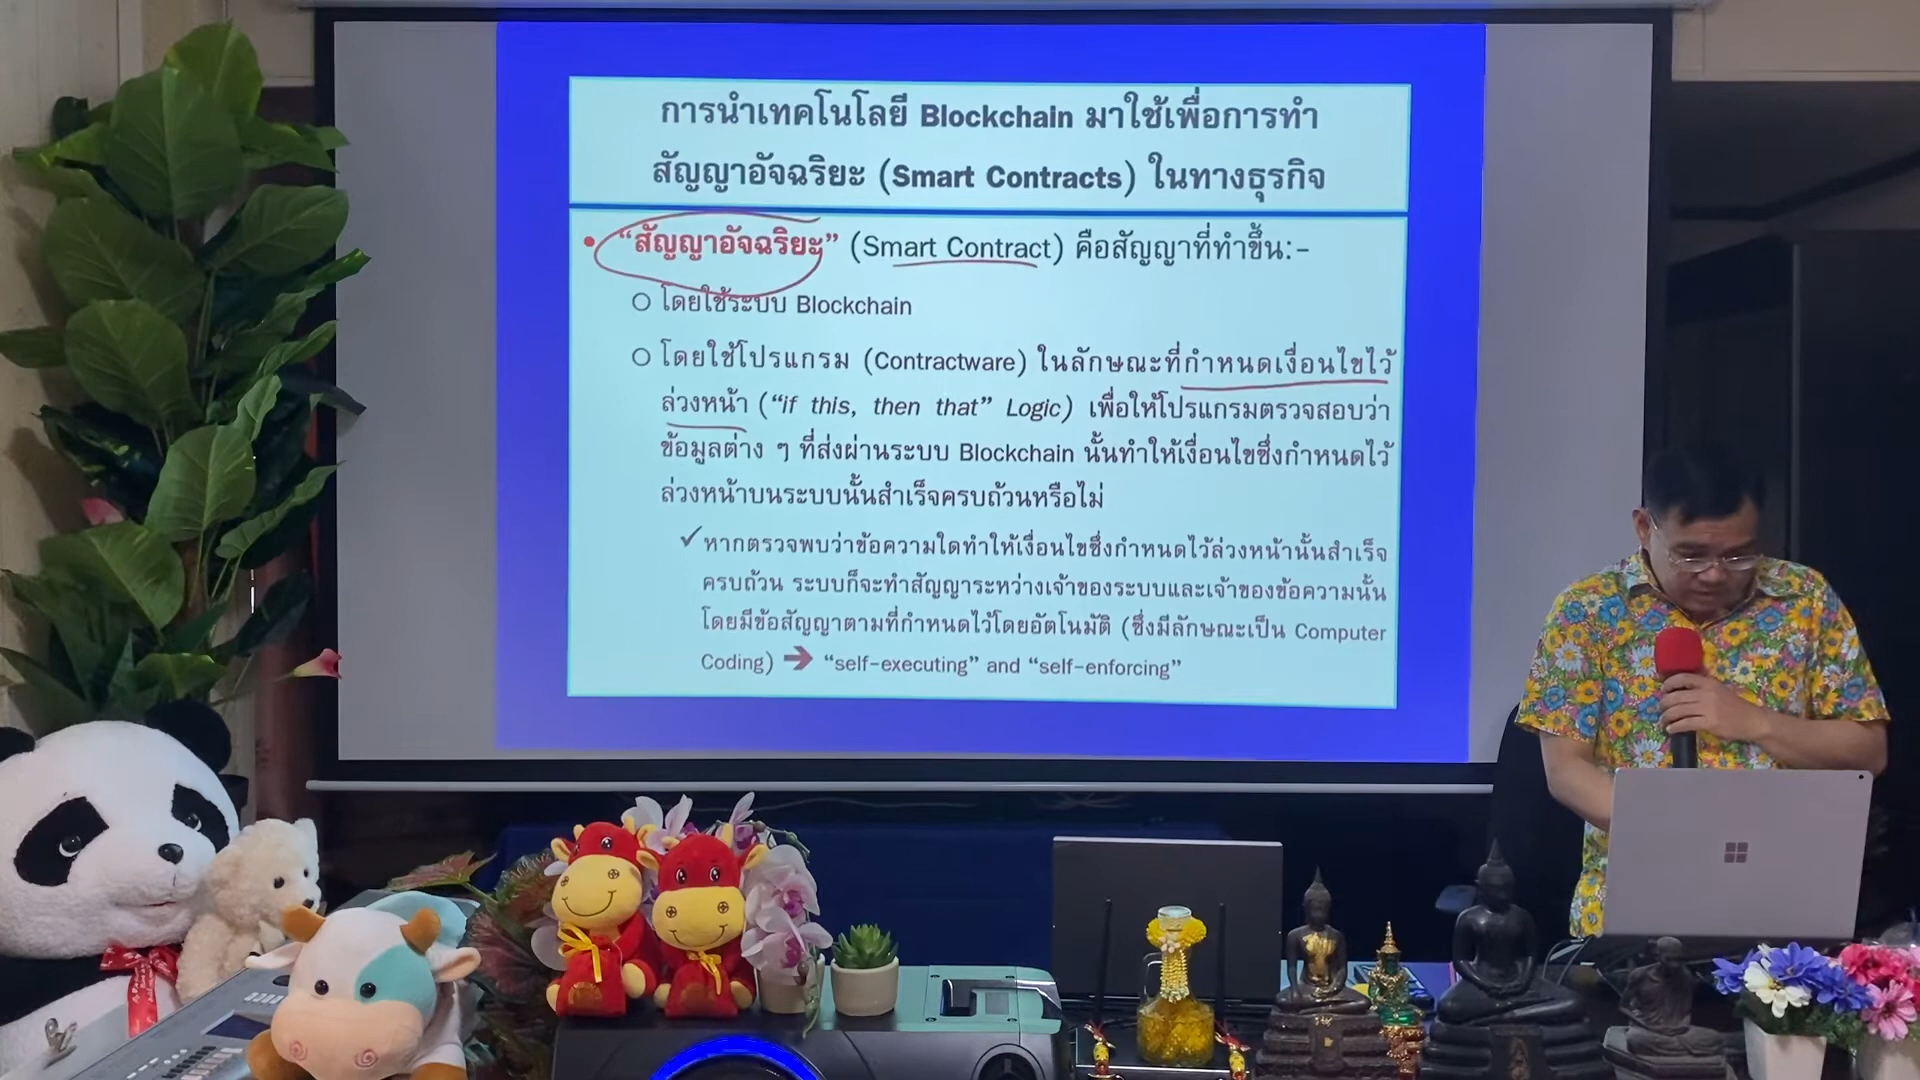 การนำเทคโนโลยี Blockchain มาใช้เพื่อการทำ
สัญญาอัจฉริยะ (Smart Contracts) ในทางธุรกิจ
• “สัญญาอัจฉริยะ” (Smart Contract) คือสัญญาที่ทำขึ้น:-
โดยใช้ระบบ Blockchain
โดยใช้โปรแกรม (Contractware) ในลักษณะที่กำหนดเงื่อนไขไว้
ล่วงหน้า (“if this, then that” Logic) เพื่อให้โปรแกรมตรวจสอบว่า
ข้อมูลต่าง ๆ ที่ส่งผ่านระบบ Blockchain นั้นทำให้เงื่อนไขซึ่งกำหนดไว้
ล่วงหน้าบนระบบนั้นสำเร็จครบถ้วนหรือไม่
✓ หากตรวจพบว่าข้อความใดทำให้เงื่อนไขซึ่งกำหนดไว้ล่วงหน้านั้นสำเร็จ
ครบถ้วน ระบบก็จะทำสัญญาระหว่างเจ้าของระบบและเจ้าของข้อความนั้น
โดยมีข้อสัญญาตามที่กำหนดไว้โดยอัตโนมัติ (ซึ่งมีลักษณะเป็น Computer
Coding) ➔ “self-executing” and “self-enforcing”